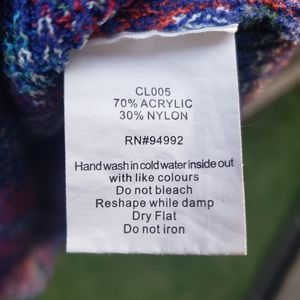 CL005
70% ACRYLIC
30% NYLON
RN#94992
Hand wash in cold water inside out
with like colours
Do not bleach
Reshape while damp
Dry Flat
Do not iron